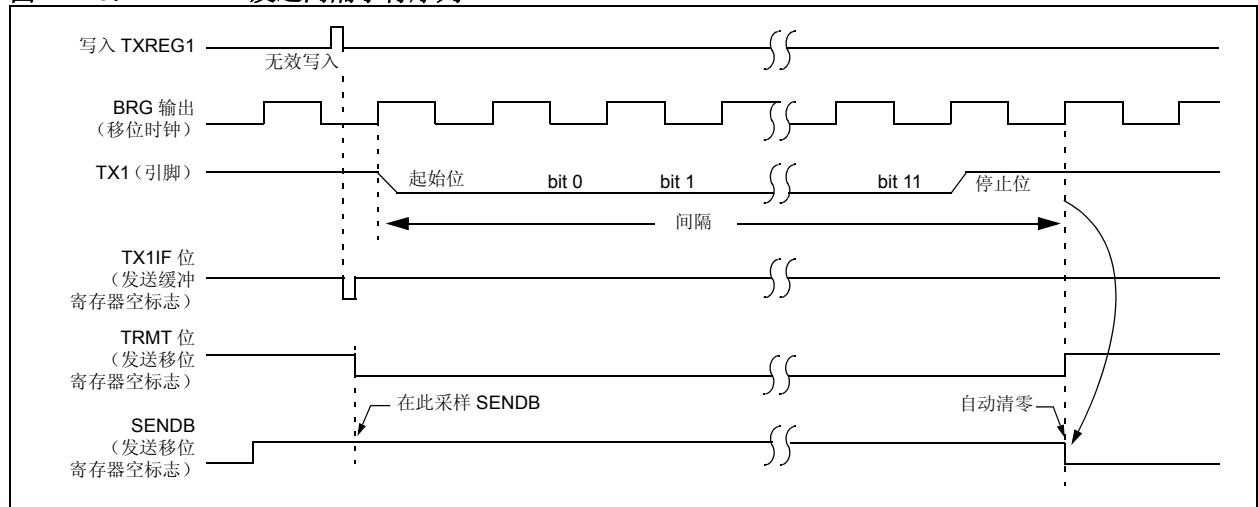 写入 TXREG1
无效写入
BRG 输出
（移位时钟）
TX1（引脚）
起始位
bit 0
bit 1
bit 11
停止位
间隔
TX1IF 位
（发送缓冲
寄存器空标志）
TRMT 位
（发送移位
寄存器空标志）
在此采样 SENDB
自动清零
SENDB
（发送移位
寄存器空标志）